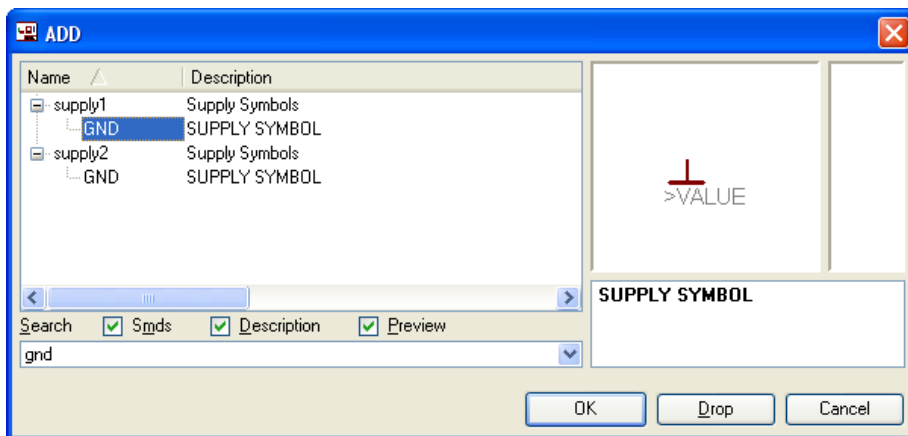 ADD
Name Description
supply1 Supply Symbols
GND SUPPLY SYMBOL
supply2 Supply Symbols
GND SUPPLY SYMBOL
>VALUE
SUPPLY SYMBOL
Search Smds Description Preview
gnd
OK Drop Cancel